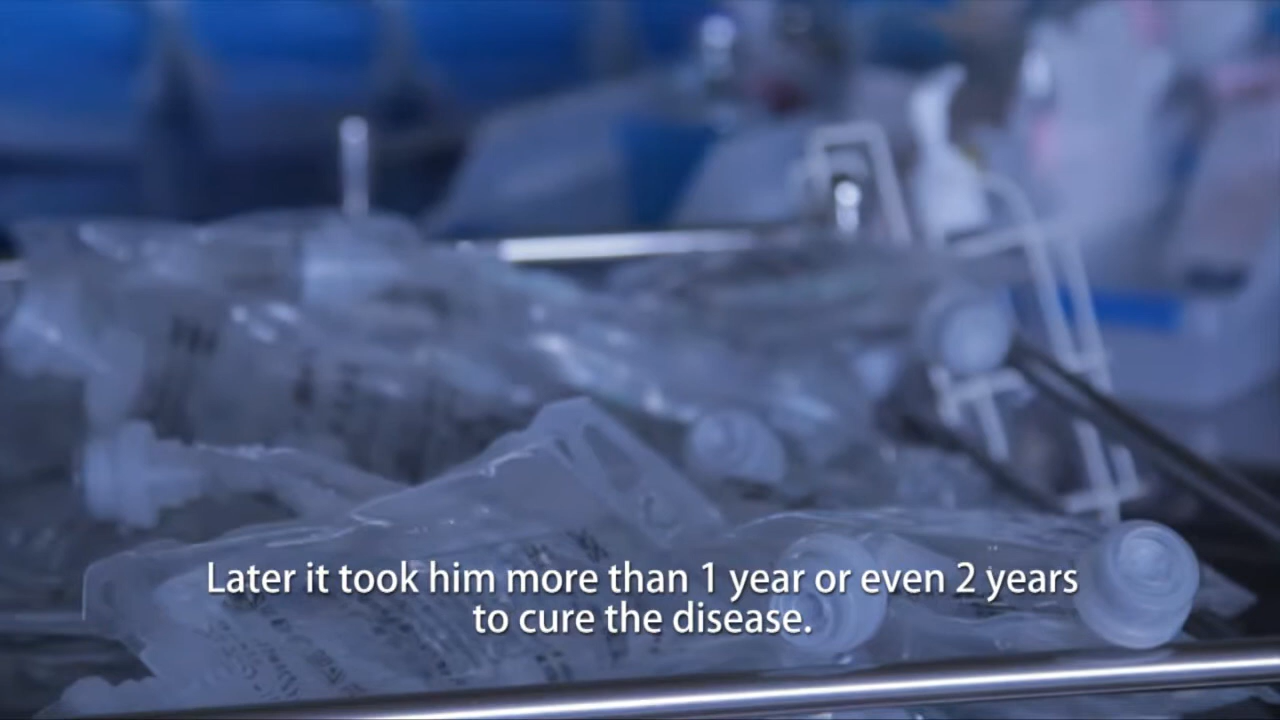 Later it took him more than 1 year or even 2 years
to cure the disease.